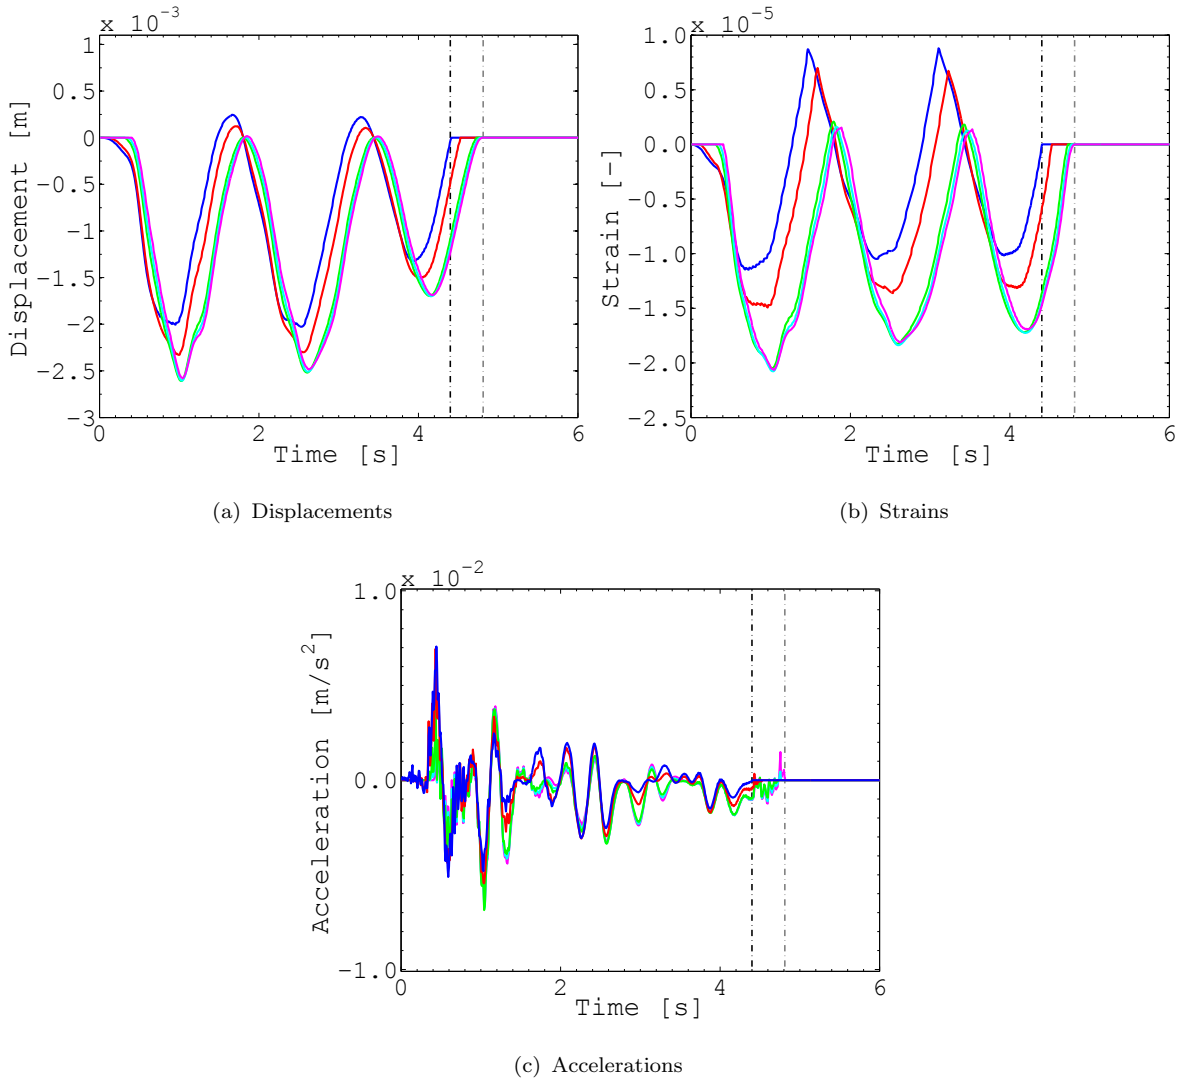 x 10^-3
1
0.5
0
-0.5
-1
-1.5
-2
-2.5
-3
Displacement [m]
0 2 4 6
Time [s]
(a) Displacements
x 10^-5
1.0
0.5
0
-0.5
-1.0
-1.5
-2.0
-2.5
Strain [-]
0 2 4 6
Time [s]
(b) Strains
x 10^-2
1.0
0.0
-1.0
Acceleration [m/s^2]
0 2 4 6
Time [s]
(c) Accelerations